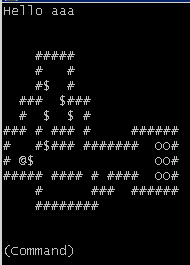 Hello aaa
    #####
    #   #
    #$  #
  ###  $###
  #  $  $ #
### # ### #     ######
#   #$### #######  oo#
# @$               oo#
##### #### # ####  oo#
    #      ###  ######
    ########
(Command)